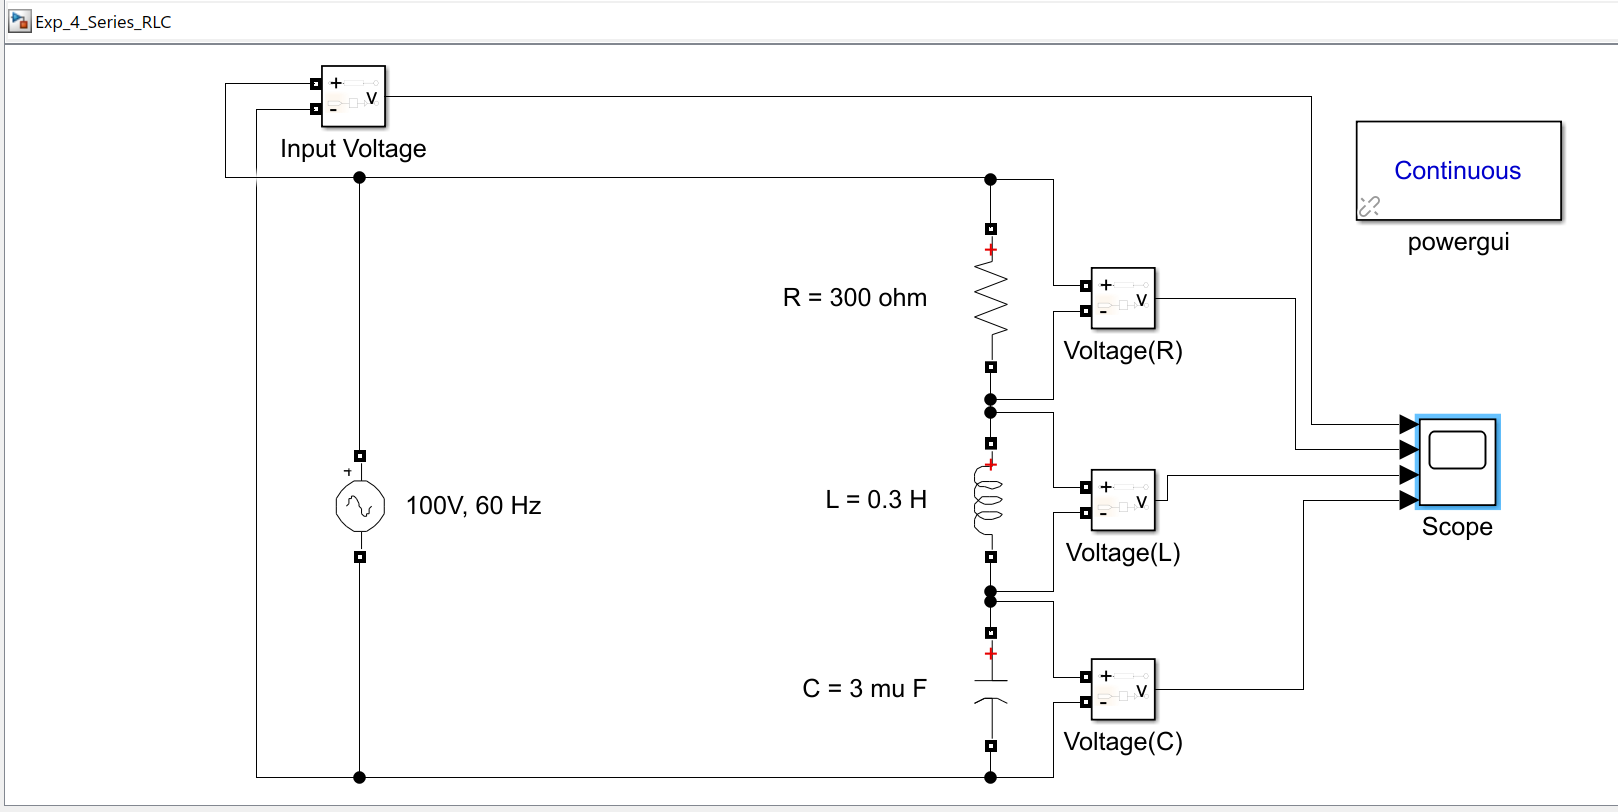 Exp_4_Series_RLC
+
- v
Input Voltage
Continuous
powergui
+
R = 300 ohm
+
- v
Voltage(R)
+
100V, 60 Hz
+
L = 0.3 H
+
- v
Voltage(L)
Scope
+
C = 3 mu F
+
- v
Voltage(C)